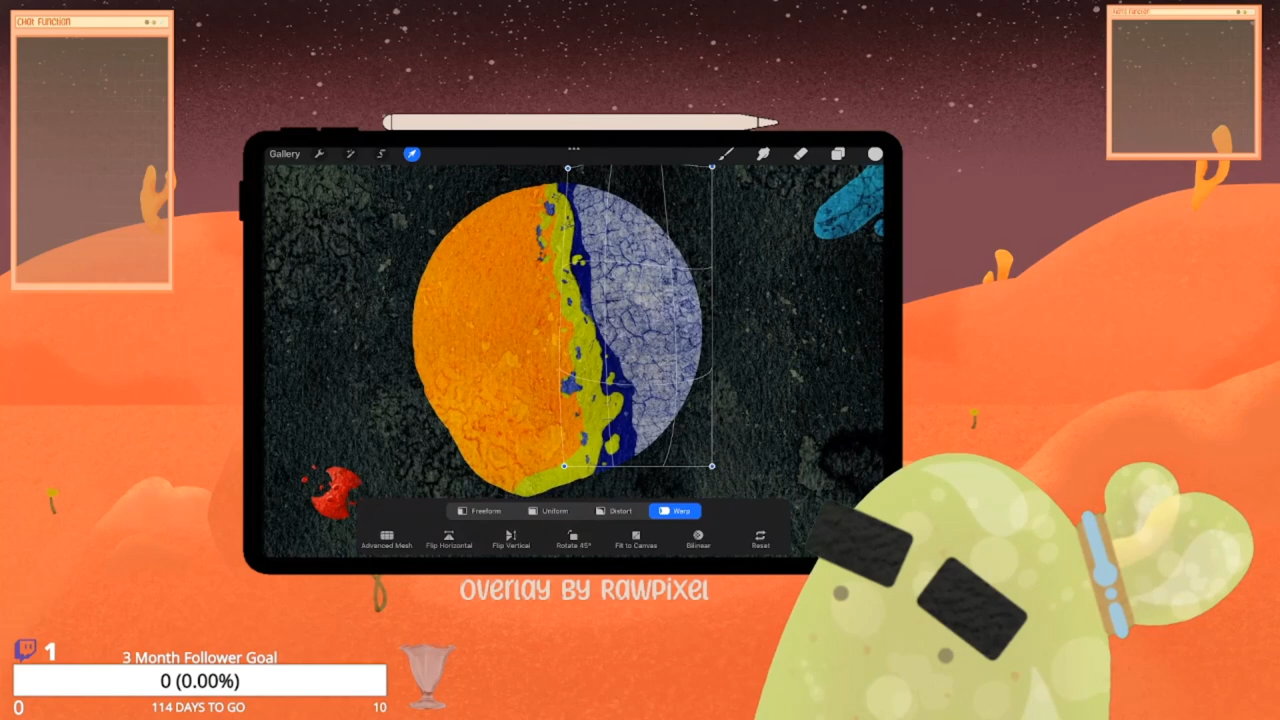 CHAT FUNCTION
Gallery
Freeform
Uniform
Distort
Warp
Advanced Mesh
Flip Horizontal
Flip Vertical
Rotate 45°
Fit to Canvas
Bilinear
Reset
OVERLAY BY RAWPIXEL
1
3 Month Follower Goal
0 (0.00%)
0
114 DAYS TO GO
10